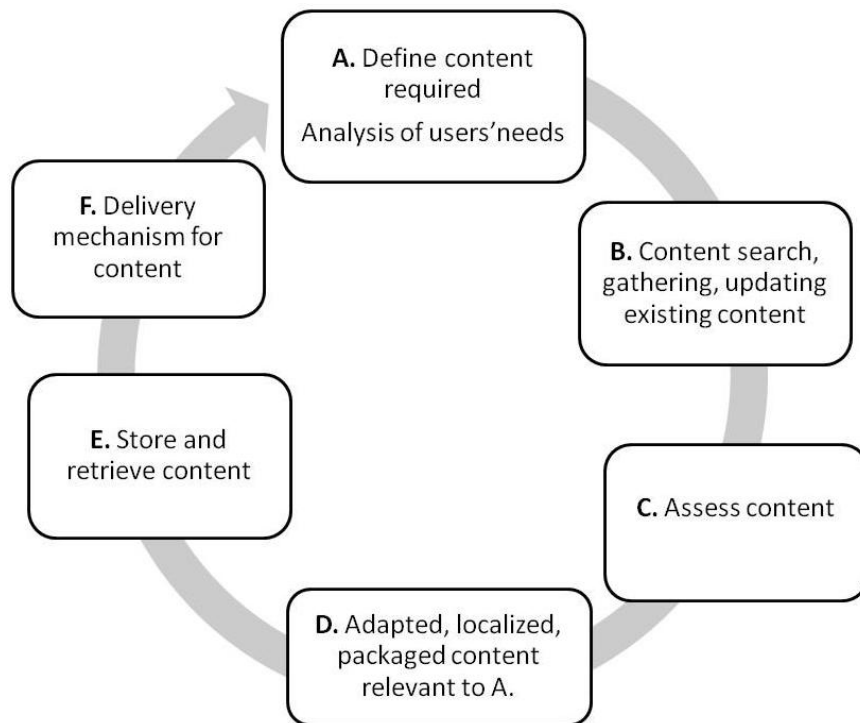 A. Define content
required
Analysis of users'needs
B. Content search,
gathering, updating
existing content
C. Assess content
D. Adapted, localized,
packaged content
relevant to A.
E. Store and
retrieve content
F. Delivery
mechanism for
content